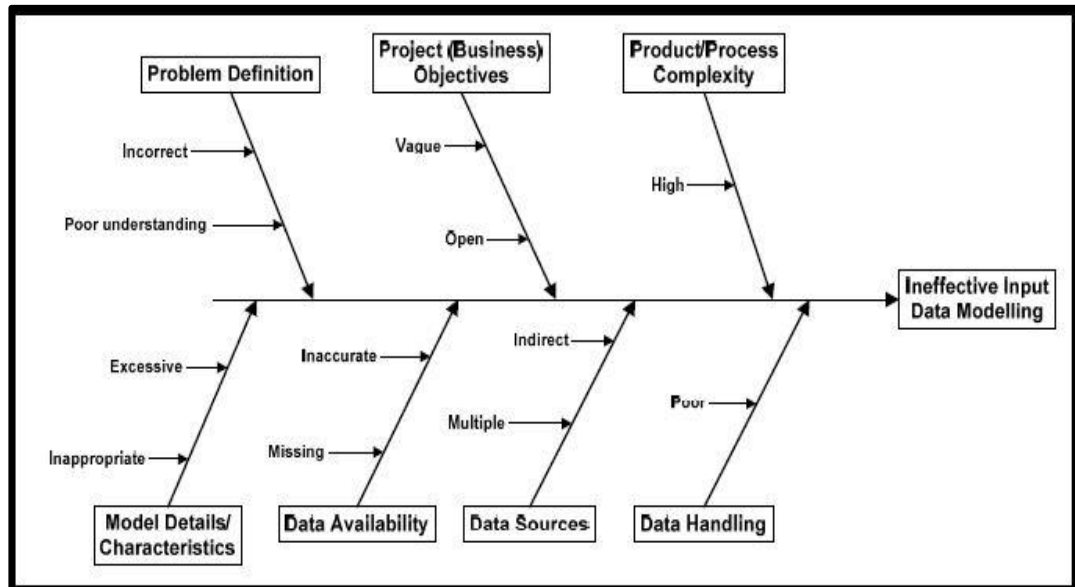 Problem Definition
Project (Business)
Objectives
Product/Process
Complexity
Incorrect
Vague
High
Poor understanding
Open
Ineffective Input
Data Modelling
Excessive
Inaccurate
Indirect
Poor
Inappropriate
Missing
Multiple
Model Details/
Characteristics
Data Availability
Data Sources
Data Handling